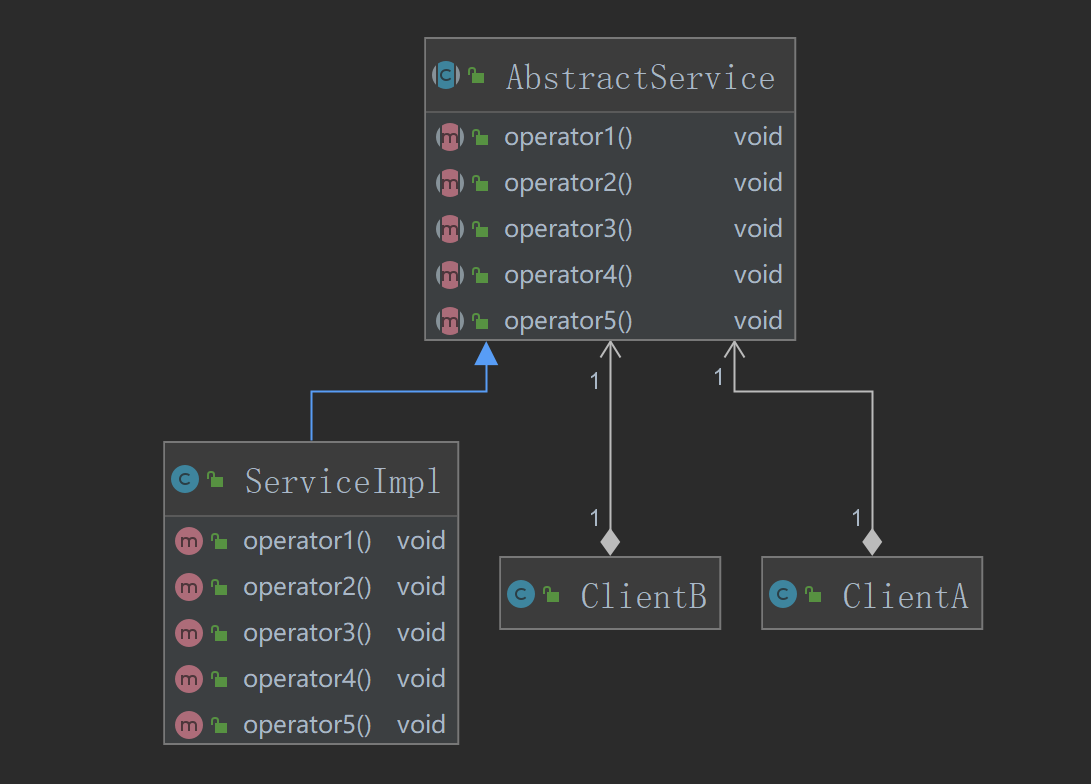 AbstractService
operator1() void
operator2() void
operator3() void
operator4() void
operator5() void
1
1
1
1
ServiceImpl
operator1() void
operator2() void
operator3() void
operator4() void
operator5() void
ClientB
ClientA